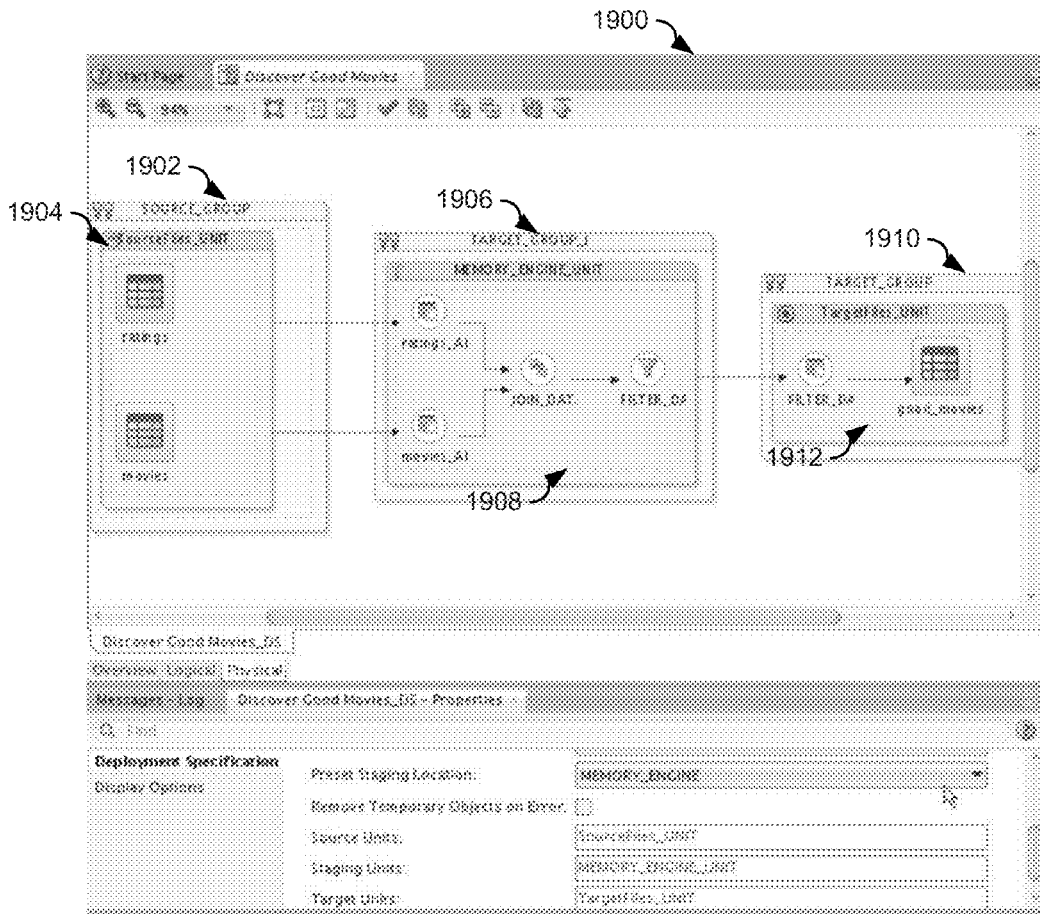 1900
Start Page
Discover Good Movies
94%
1902
1904
SOURCE_GROUP
SourceFiles_UNIT
ratings
movies
1906
TARGET_GROUP_1
MEMORY_ENGINE_UNIT
ratings_A1
movies_A1
JOIN_DAT
FILTER_DA
1908
1910
TARGET_GROUP
TargetFiles_UNIT
FILTER_DA
good_movies
1912
Discover Good Movies_DS
Overview Logical Physical
Messages - Log
Discover Good Movies_DS - Properties
Find
Deployment Specification
Display Options
Preset Staging Location: MEMORY_ENGINE
Remove Temporary Objects on Error:
Source Units: SourceFiles_UNIT
Staging Units: MEMORY_ENGINE_UNIT
Target Units: TargetFiles_UNIT